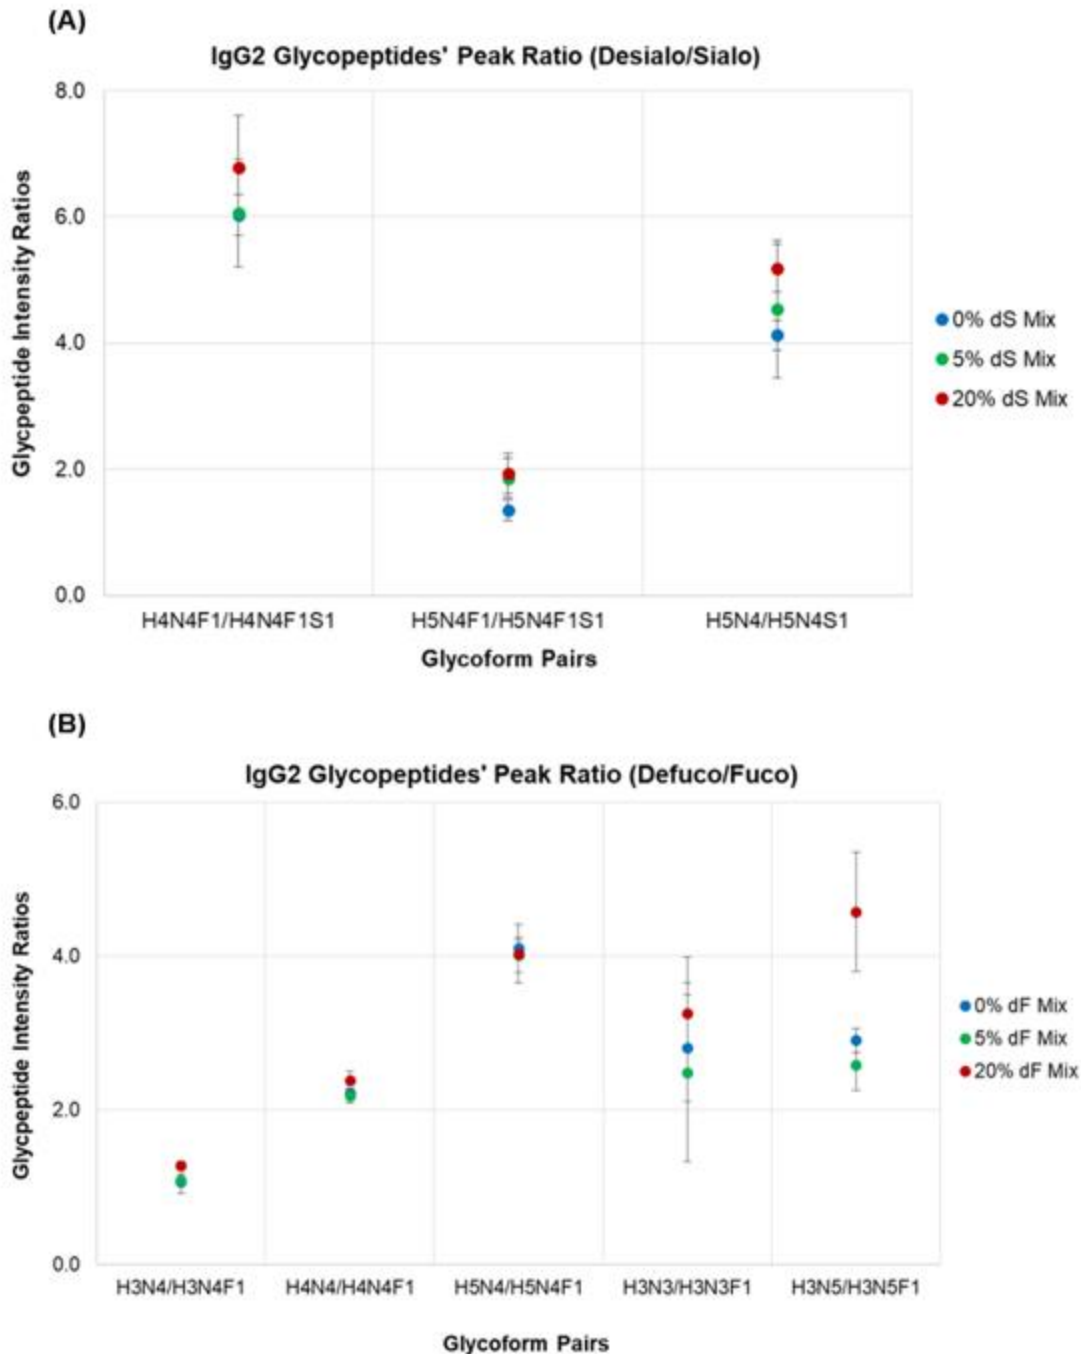 (A)
IgG2 Glycopeptides' Peak Ratio (Desialo/Sialo)
8.0
6.0
4.0
2.0
0.0
Glycpeptide Intensity Ratios
H4N4F1/H4N4F1S1
H5N4F1/H5N4F1S1
H5N4/H5N4S1
Glycoform Pairs
0% dS Mix
5% dS Mix
20% dS Mix
(B)
IgG2 Glycopeptides' Peak Ratio (Defuco/Fuco)
6.0
4.0
2.0
0.0
Glycpeptide Intensity Ratios
H3N4/H3N4F1
H4N4/H4N4F1
H5N4/H5N4F1
H3N3/H3N3F1
H3N5/H3N5F1
Glycoform Pairs
0% dF Mix
5% dF Mix
20% dF Mix